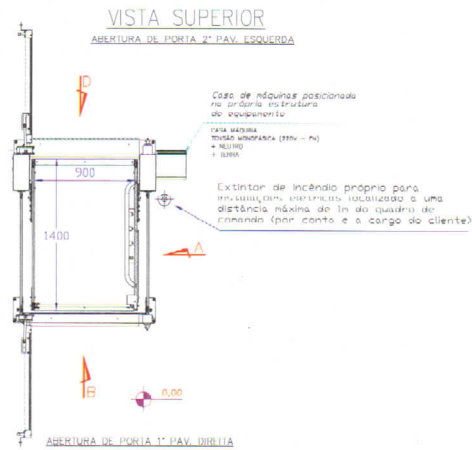 VISTA SUPERIOR
ABERTURA DE PORTA 2° PAV. ESQUERDA
D
Casa de máquinas posicionada
na própria estrutura
do equipamento
CASA MAQUINA
TENSÃO MONOFÁSICA (220V - FN)
+ NEUTRO
+ TERRA
900
Extintor de incêndio próprio para
instalações elétricas localizado a uma
distância máxima de 1m do quadro de
comando (por conta e a cargo do cliente)
1400
A
B
0,00
ABERTURA DE PORTA 1° PAV. DIREITA